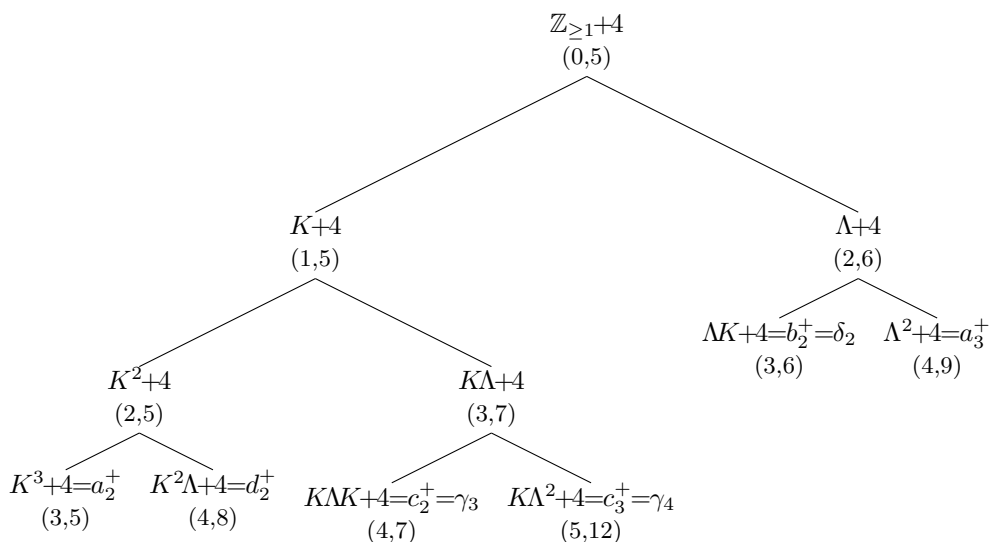 ℤ≥1+4
(0,5)
K+4
(1,5)
Λ+4
(2,6)
ΛK+4=b₂⁺=δ₂
(3,6)
Λ²+4=a₃⁺
(4,9)
K²+4
(2,5)
KΛ+4
(3,7)
K³+4=a₂⁺
(3,5)
K²Λ+4=d₂⁺
(4,8)
KΛK+4=c₂⁺=γ₃
(4,7)
KΛ²+4=c₃⁺=γ₄
(5,12)